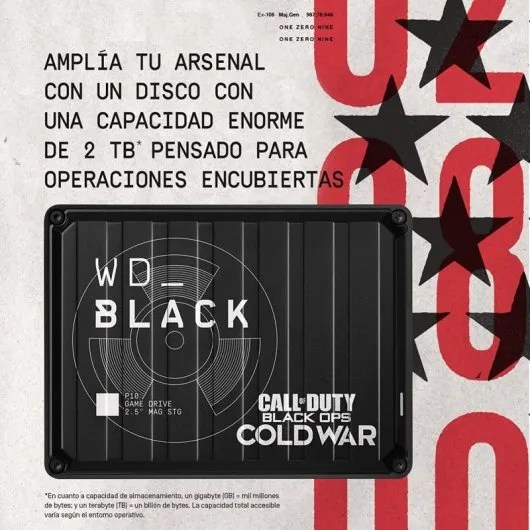 Ex-106 Maj.Gen . 967.78.946
ONE ZERO NINE
ONE ZERO NINE
AMPLÍA TU ARSENAL
CON UN DISCO CON
UNA CAPACIDAD ENORME
DE 2 TB* PENSADO PARA
OPERACIONES ENCUBIERTAS
WD_
BLACK
P10
GAME DRIVE
2.5" MAG STG
CALL OF DUTY
BLACK OPS
COLD WAR
*En cuanto a capacidad de almacenamiento, un gigabyte (GB) = mil millones
de bytes; y un terabyte (TB) = un billón de bytes. La capacidad total accesible
varía según el entorno operativo.